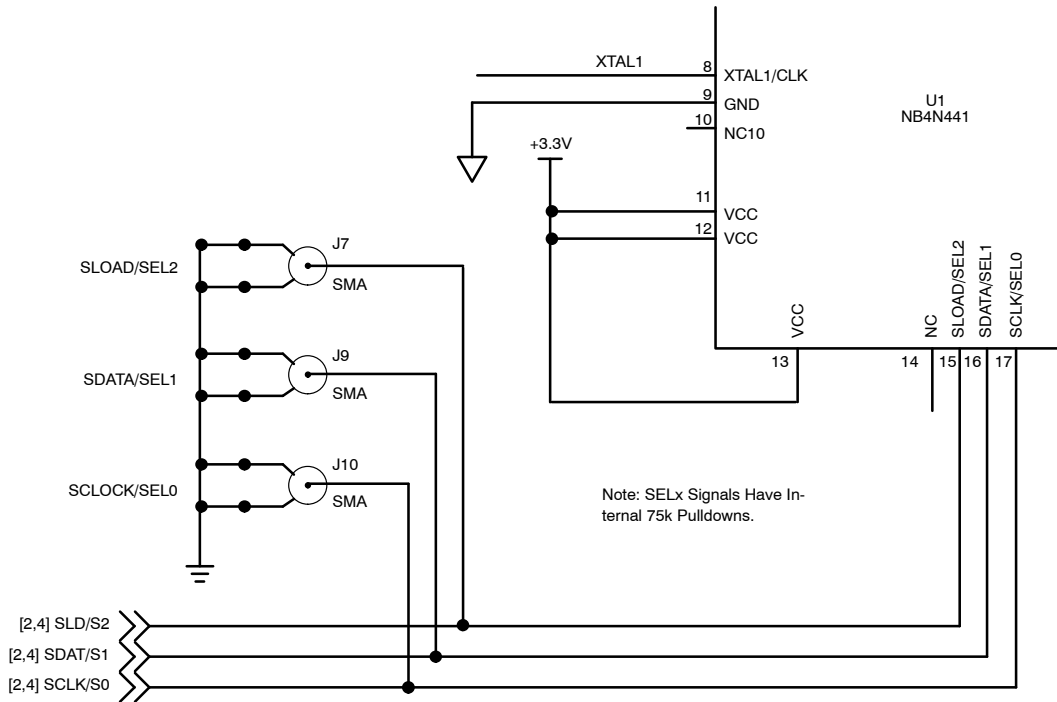 XTAL1
8
XTAL1/CLK
9
GND
10
NC10
U1
NB4N441
+3.3V
11
VCC
12
VCC
J7
SLOAD/SEL2
SMA
J9
SDATA/SEL1
SMA
J10
SCLOCK/SEL0
SMA
VCC
NC
SLOAD/SEL2
SDATA/SEL1
SCLK/SEL0
13
14
15
16
17
Note: SELx Signals Have In-
ternal 75k Pulldowns.
[2,4] SLD/S2
[2,4] SDAT/S1
[2,4] SCLK/S0